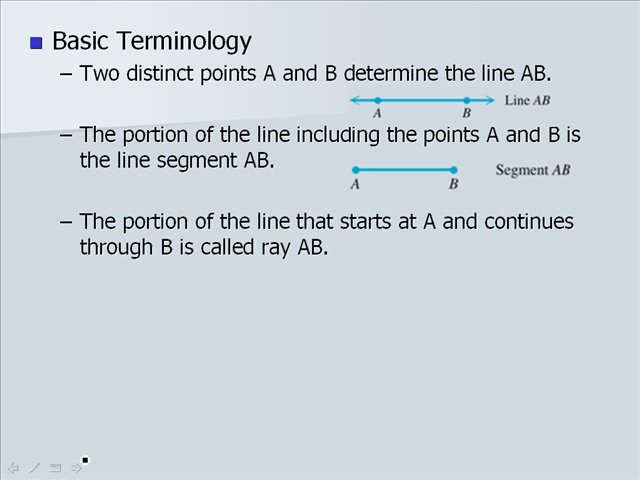 Basic Terminology
– Two distinct points A and B determine the line AB.
Line AB
A B
– The portion of the line including the points A and B is
the line segment AB.
Segment AB
A B
– The portion of the line that starts at A and continues
through B is called ray AB.